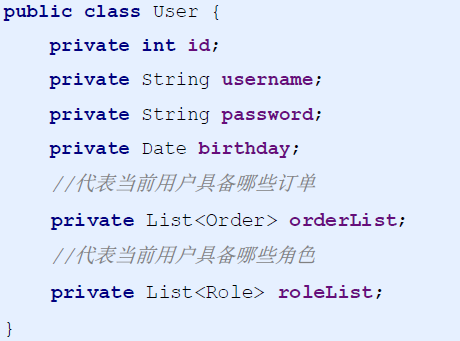 public class User {
    private int id;
    private String username;
    private String password;
    private Date birthday;
    //代表当前用户具备哪些订单
    private List<Order> orderList;
    //代表当前用户具备哪些角色
    private List<Role> roleList;
}